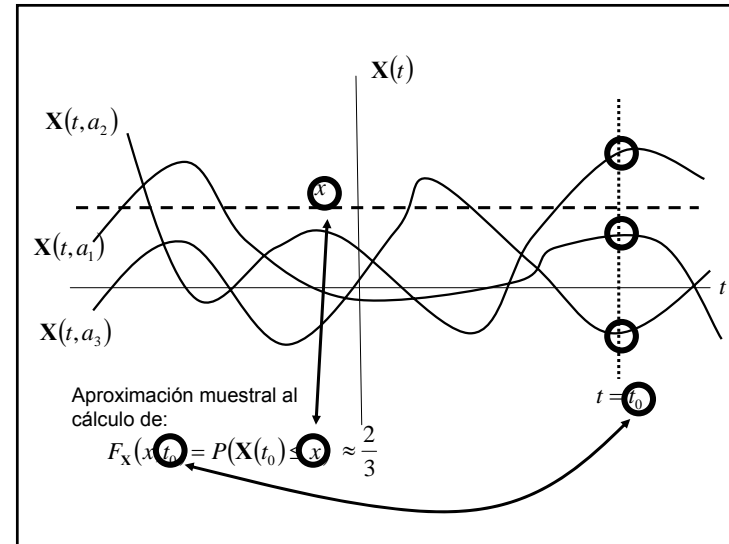 X(t)
X(t, a₂)
x
X(t, a₁)
t
X(t, a₃)
t = t₀
Aproximación muestral al
cálculo de:
F_X(x, t₀) = P(X(t₀) ≤ x) ≈ 2/3